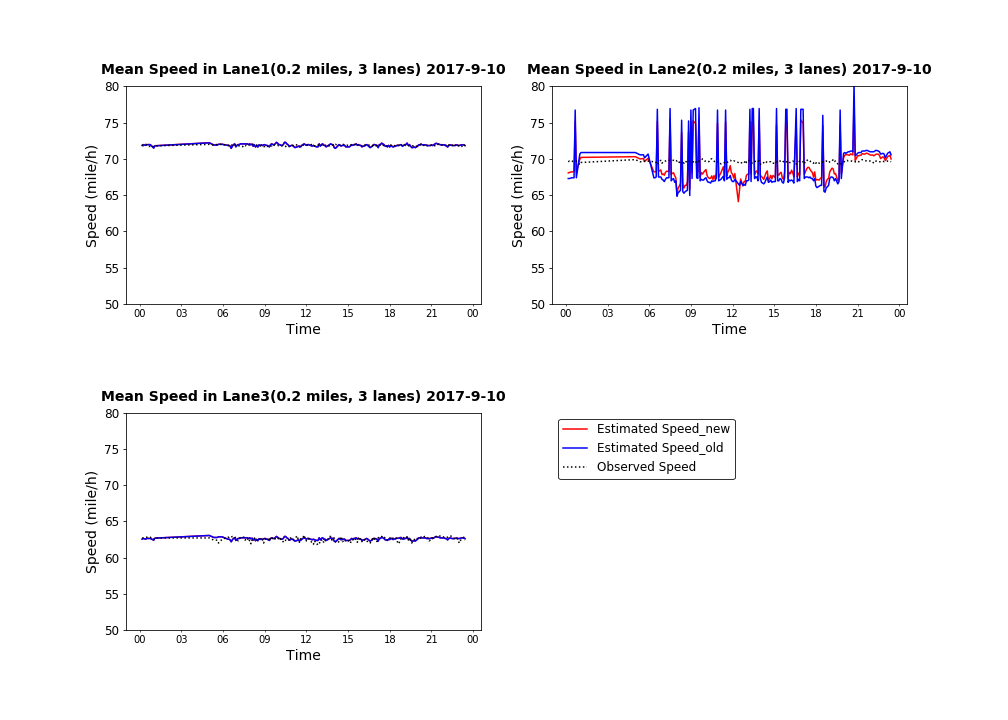 Mean Speed in Lane1(0.2 miles, 3 lanes) 2017-9-10
80
75
70
65
60
55
50
Speed (mile/h)
00 03 06 09 12 15 18 21 00
Time
Mean Speed in Lane2(0.2 miles, 3 lanes) 2017-9-10
80
75
70
65
60
55
50
Speed (mile/h)
00 03 06 09 12 15 18 21 00
Time
Mean Speed in Lane3(0.2 miles, 3 lanes) 2017-9-10
80
75
70
65
60
55
50
Speed (mile/h)
00 03 06 09 12 15 18 21 00
Time
Estimated Speed_new
Estimated Speed_old
Observed Speed